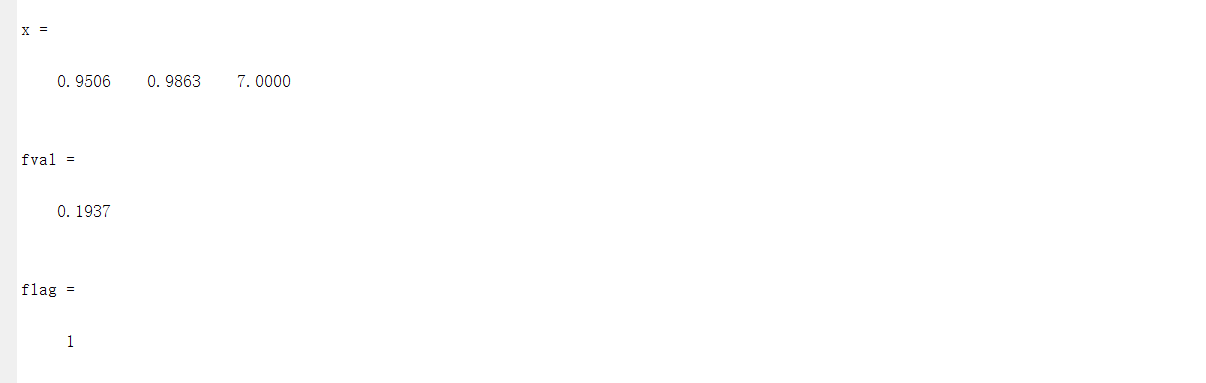 x =
0.9506 0.9863 7.0000
fval =
0.1937
flag =
1